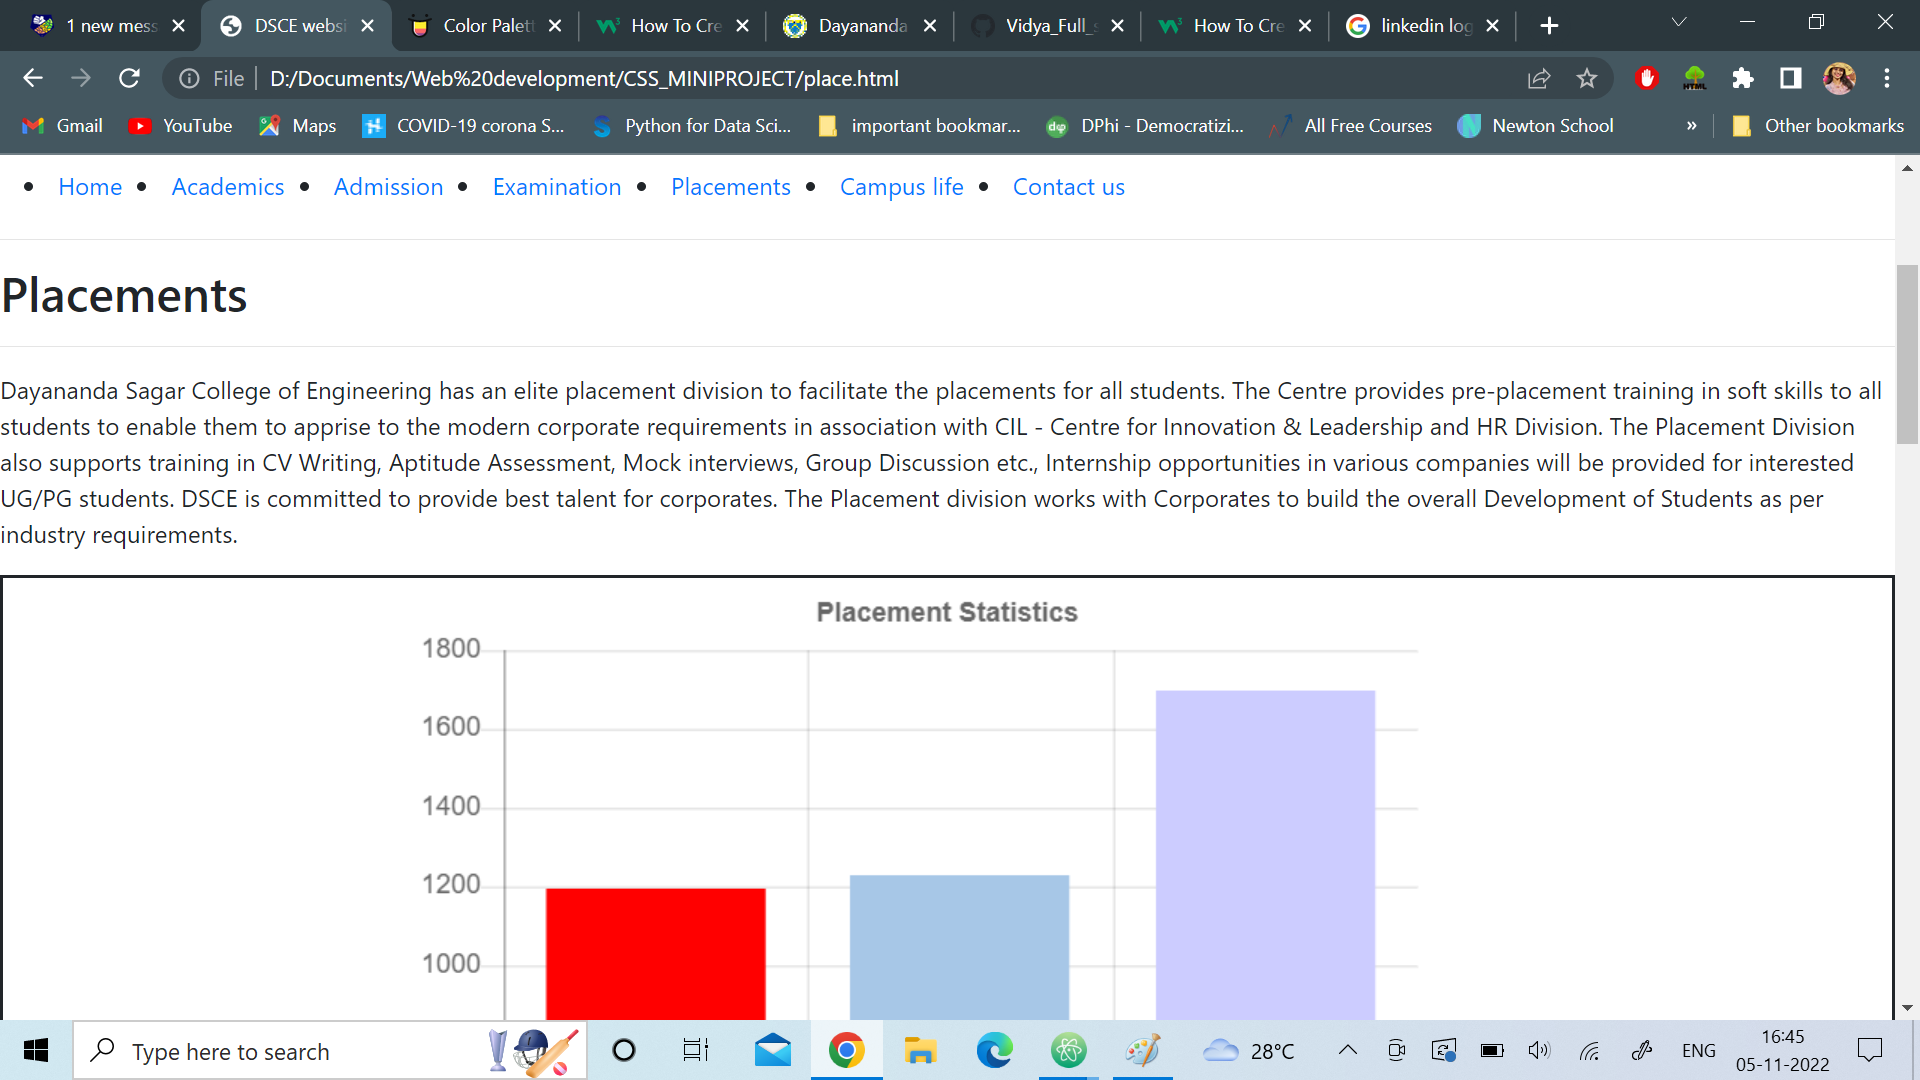 1 new mess
DSCE websi
Color Palett
How To Cre
Dayananda
Vidya_Full_s
How To Cre
linkedin log
File
D:/Documents/Web%20development/CSS_MINIPROJECT/place.html
HTML
Gmail
YouTube
Maps
COVID-19 corona S...
Python for Data Sci...
important bookmar...
DPhi - Democratizi...
All Free Courses
Newton School
»
Other bookmarks
• Home • Academics • Admission • Examination • Placements • Campus life • Contact us
Placements
Dayananda Sagar College of Engineering has an elite placement division to facilitate the placements for all students. The Centre provides pre-placement training in soft skills to all
students to enable them to apprise to the modern corporate requirements in association with CIL - Centre for Innovation & Leadership and HR Division. The Placement Division
also supports training in CV Writing, Aptitude Assessment, Mock interviews, Group Discussion etc., Internship opportunities in various companies will be provided for interested
UG/PG students. DSCE is committed to provide best talent for corporates. The Placement division works with Corporates to build the overall Development of Students as per
industry requirements.
Placement Statistics
1800
1600
1400
1200
1000
Type here to search
28°C
ENG
16:45
05-11-2022